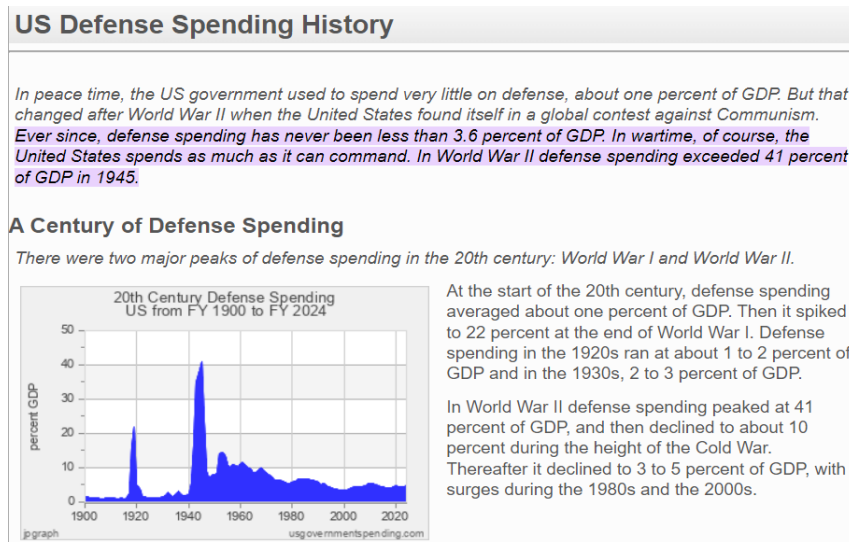 US Defense Spending History
In peace time, the US government used to spend very little on defense, about one percent of GDP. But that
changed after World War II when the United States found itself in a global contest against Communism.
Ever since, defense spending has never been less than 3.6 percent of GDP. In wartime, of course, the
United States spends as much as it can command. In World War II defense spending exceeded 41 percent
of GDP in 1945.
A Century of Defense Spending
There were two major peaks of defense spending in the 20th century: World War I and World War II.
20th Century Defense Spending
US from FY 1900 to FY 2024
percent GDP
50
40
30
20
10
0
1900 1920 1940 1960 1980 2000 2020
jpgraph
usgovernmentspending.com
At the start of the 20th century, defense spending
averaged about one percent of GDP. Then it spiked
to 22 percent at the end of World War I. Defense
spending in the 1920s ran at about 1 to 2 percent of
GDP and in the 1930s, 2 to 3 percent of GDP.
In World War II defense spending peaked at 41
percent of GDP, and then declined to about 10
percent during the height of the Cold War.
Thereafter it declined to 3 to 5 percent of GDP, with
surges during the 1980s and the 2000s.